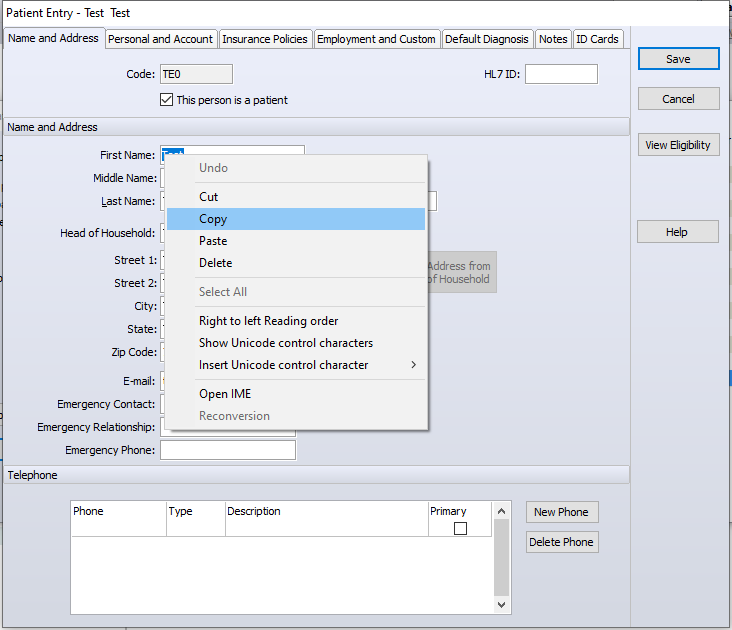 Patient Entry - Test  Test
Name and Address
Personal and Account
Insurance Policies
Employment and Custom
Default Diagnosis
Notes
ID Cards
Code: TE0
HL7 ID:
Save
This person is a patient
Cancel
Name and Address
View Eligibility
First Name: Test
Middle Name:
Last Name:
Head of Household:
Street 1:
Street 2:
City:
State:
Zip Code:
E-mail:
Emergency Contact:
Emergency Relationship:
Emergency Phone:
Undo
Cut
Copy
Paste
Delete
Select All
Right to left Reading order
Show Unicode control characters
Insert Unicode control character
Open IME
Reconversion
Address from
of Household
Help
Telephone
Phone
Type
Description
Primary
New Phone
Delete Phone